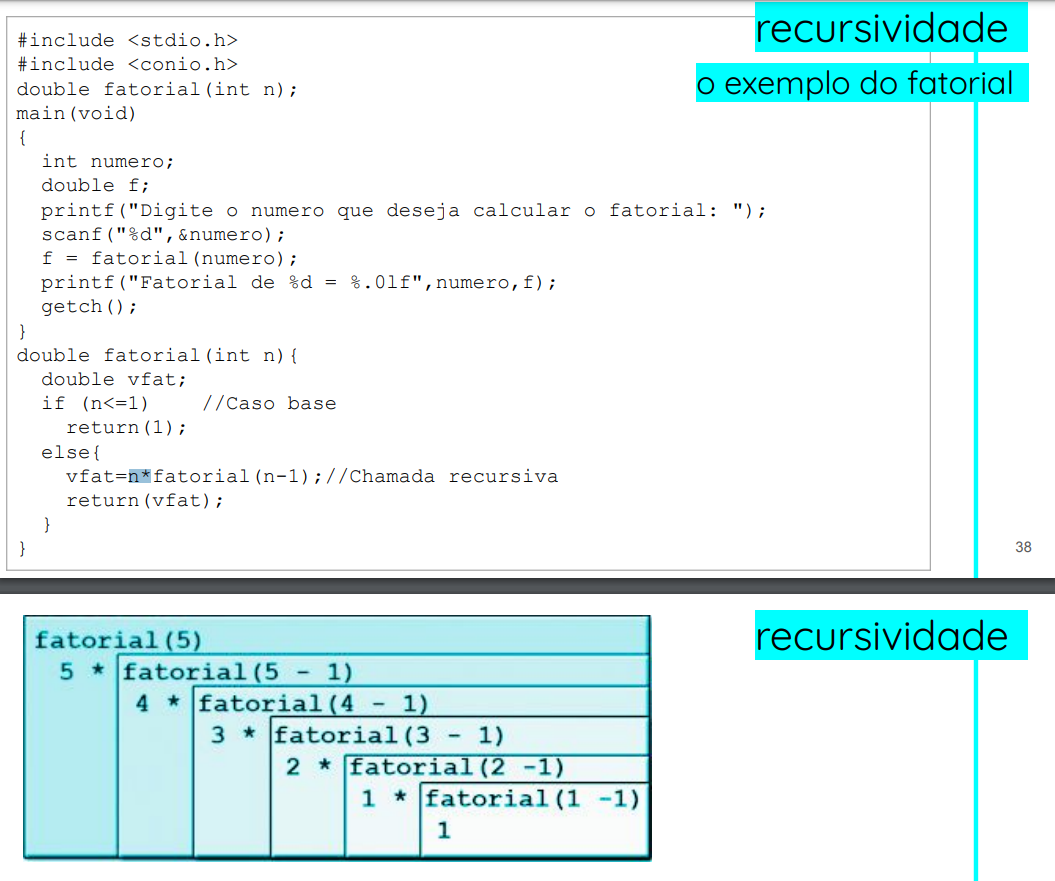 recursividade
o exemplo do fatorial
#include <stdio.h>
#include <conio.h>
double fatorial(int n);
main(void)
{
int numero;
double f;
printf("Digite o numero que deseja calcular o fatorial: ");
scanf("%d",&numero);
f = fatorial(numero);
printf("Fatorial de %d = %.0lf",numero,f);
getch();
}
double fatorial(int n){
double vfat;
if (n<=1) //Caso base
return(1);
else{
vfat=n*fatorial(n-1);//Chamada recursiva
return(vfat);
}
}
38
recursividade
fatorial(5)
5 * fatorial(5 - 1)
4 * fatorial(4 - 1)
3 * fatorial(3 - 1)
2 * fatorial(2 -1)
1 * fatorial(1 -1)
1